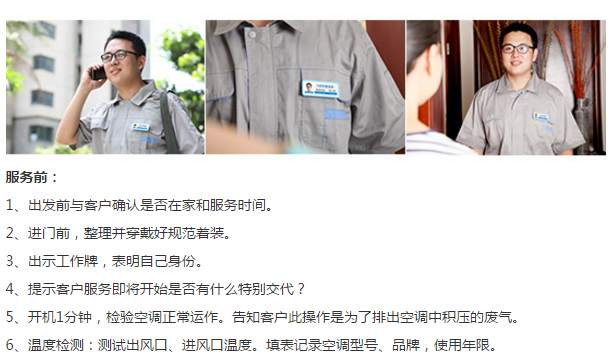 服务前：
1、出发前与客户确认是否在家和服务时间。
2、进门前，整理并穿戴好规范着装。
3、出示工作牌，表明自己身份。
4、提示客户服务即将开始是否有什么特别交代？
5、开机1分钟，检验空调正常运作。告知客户此操作是为了排出空调中积压的废气。
6、温度检测：测试出风口、进风口温度。填表记录空调型号、品牌，使用年限。